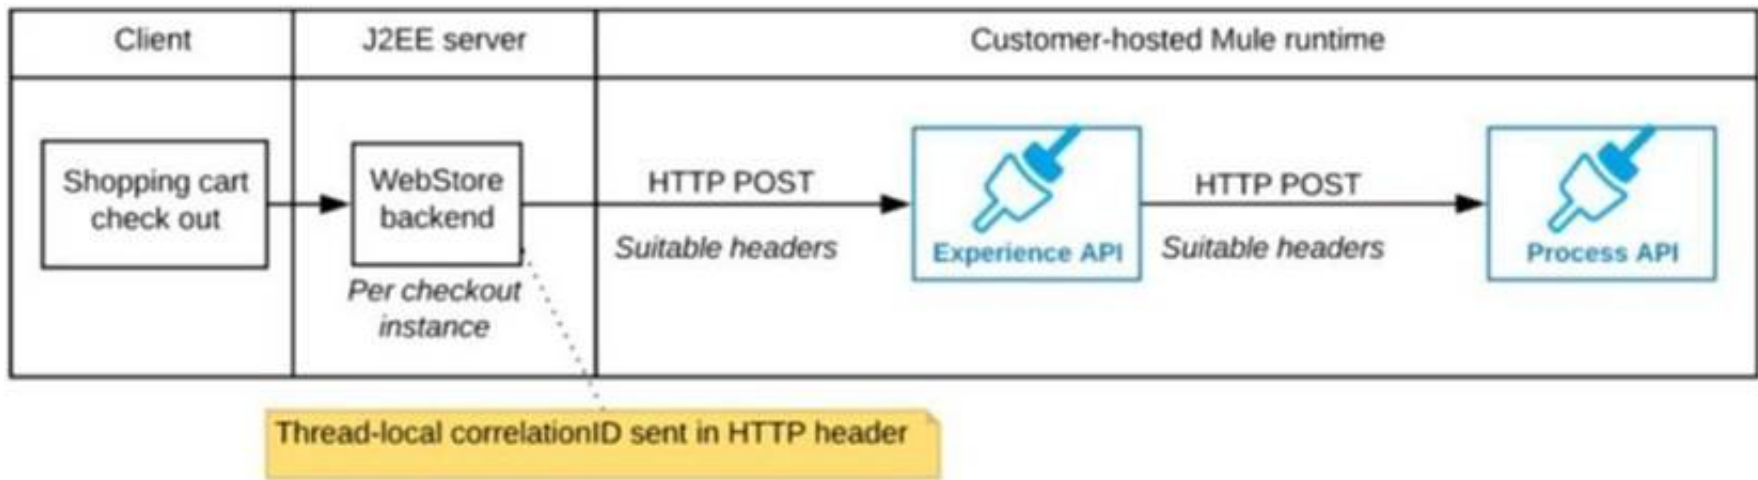 Client
J2EE server
Customer-hosted Mule runtime
Shopping cart
check out
WebStore
backend
Per checkout
instance
HTTP POST
Suitable headers
Experience API
HTTP POST
Suitable headers
Process API
Thread-local correlationID sent in HTTP header